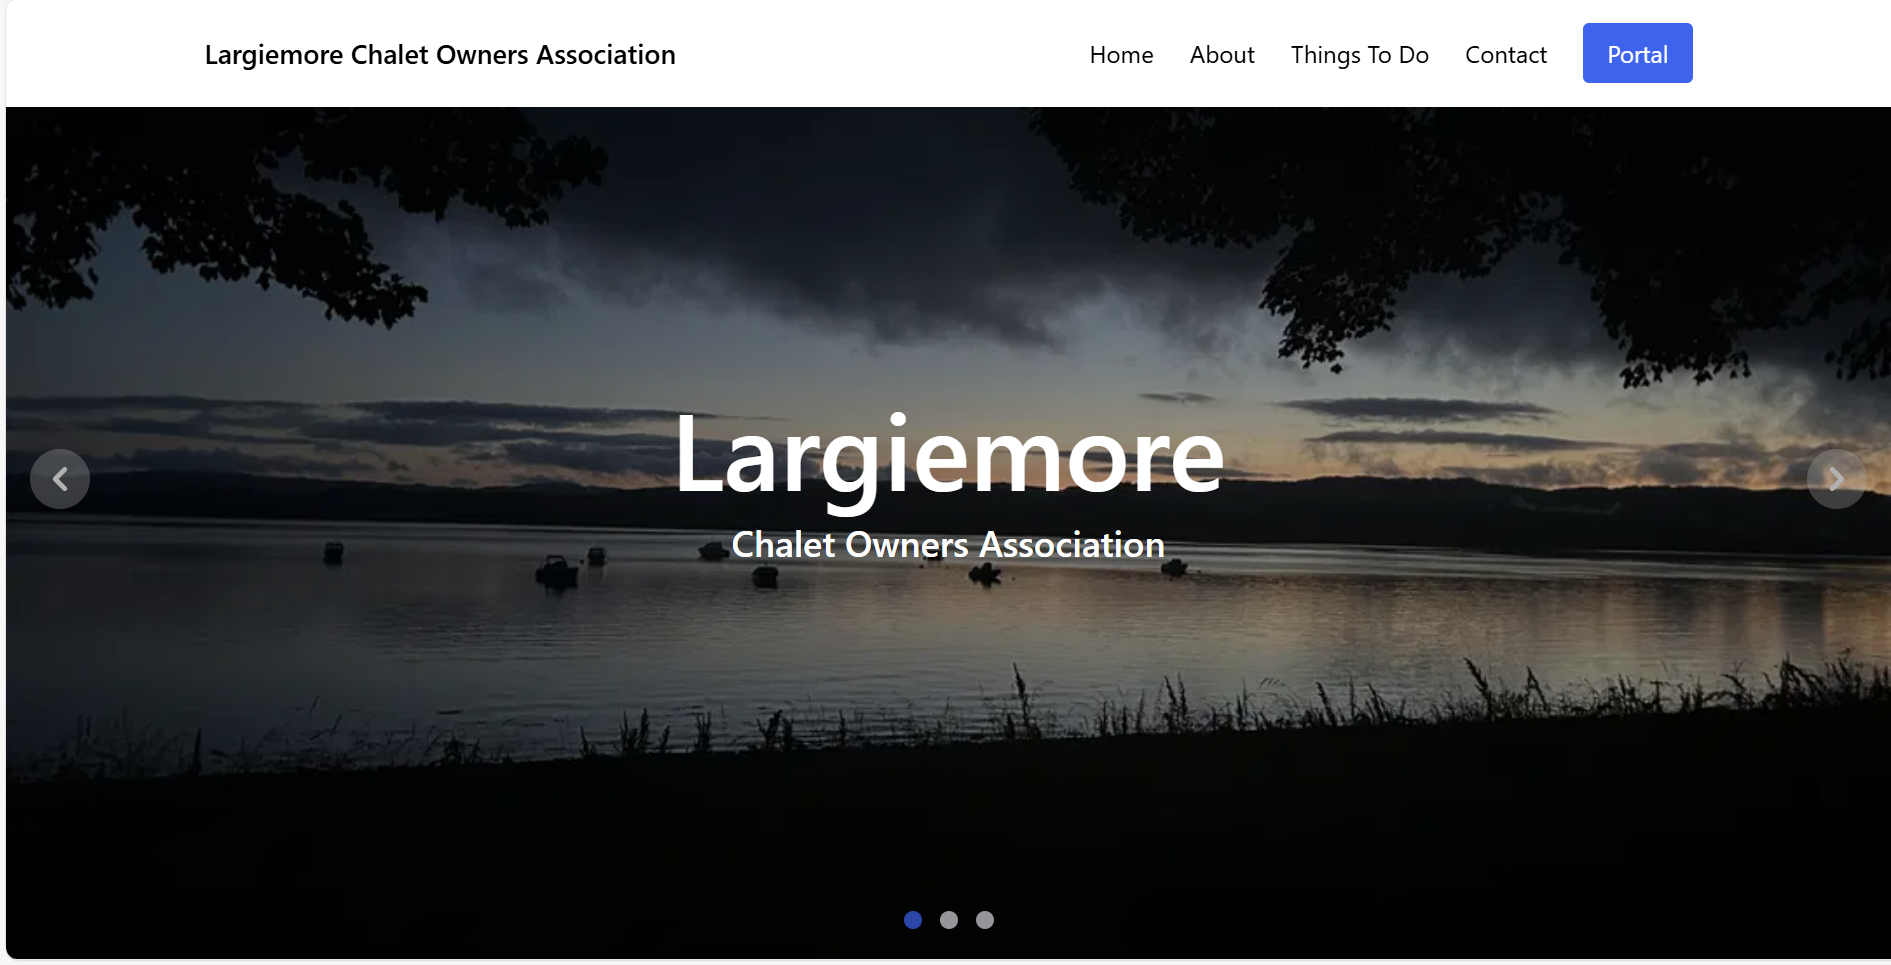 Largiemore Chalet Owners Association
Home About Things To Do Contact Portal
Largiemore
Chalet Owners Association